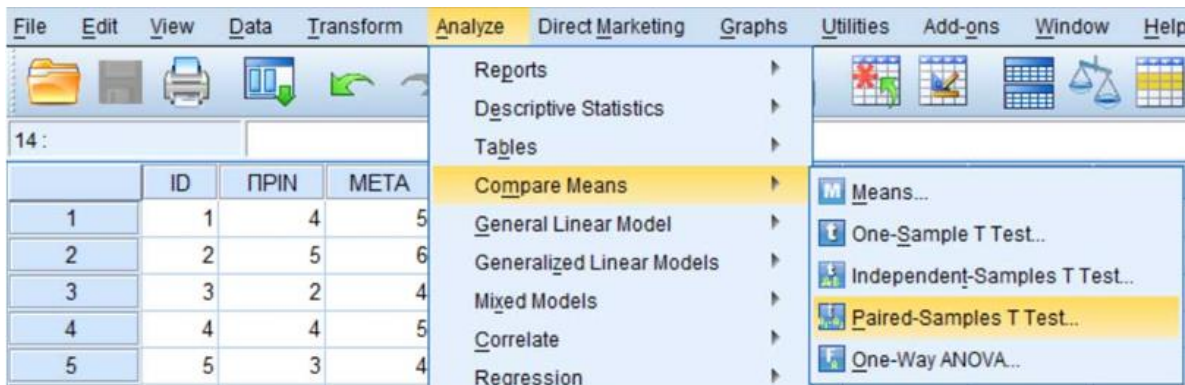 File Edit View Data Transform Analyze Direct Marketing Graphs Utilities Add-ons Window Help
14 :
ID ΠΡΙΝ ΜΕΤΑ
1 1 4 5
2 2 5 6
3 3 2 4
4 4 4 5
5 5 3 4
Reports
Descriptive Statistics
Tables
Compare Means
General Linear Model
Generalized Linear Models
Mixed Models
Correlate
Regression
Means...
One-Sample T Test...
Independent-Samples T Test...
Paired-Samples T Test...
One-Way ANOVA...